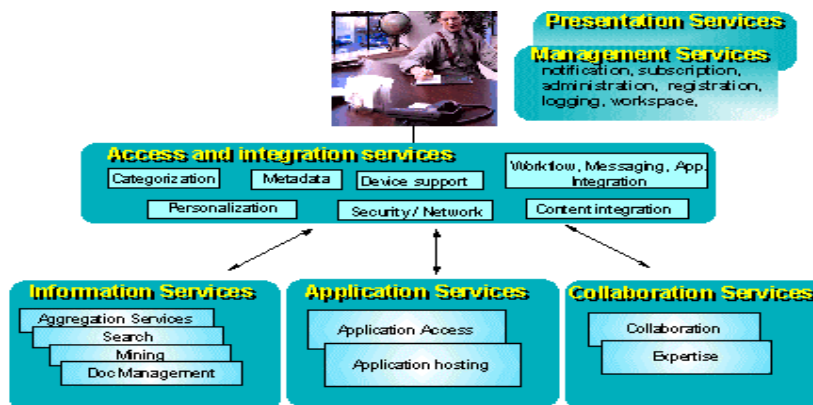 Presentation Services
Management Services
notification, subscription,
administration, registration,
logging, workspace,
Access and integration services
Categorization
Metadata
Device support
Workflow, Messaging, App.
Integration
Personalization
Security / Network
Content integration
Information Services
Aggregation Services
Search
Mining
Doc Management
Application Services
Application Access
Application hosting
Collaboration Services
Collaboration
Expertise